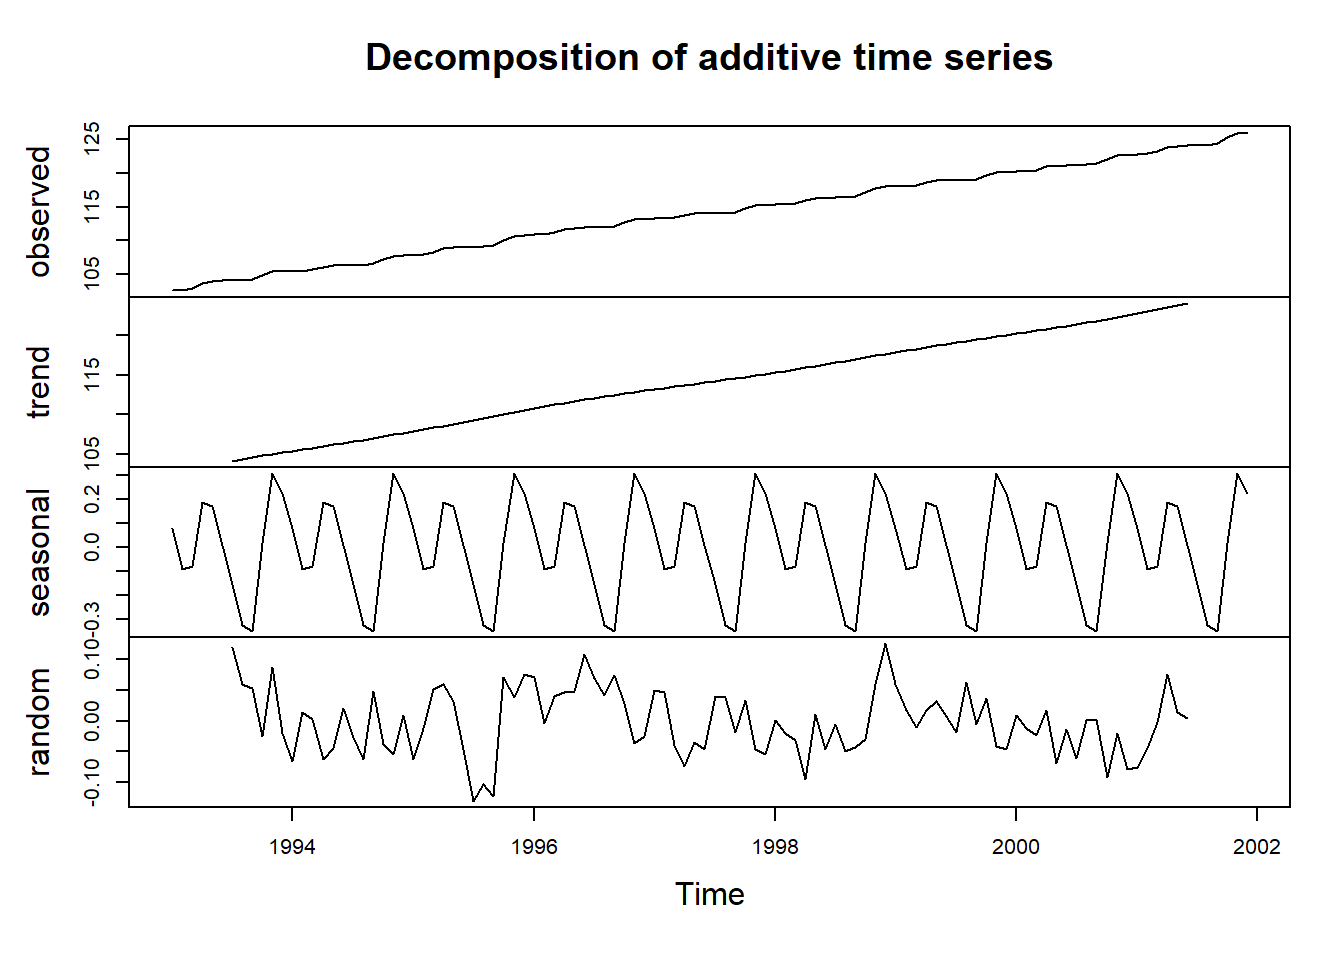 Decomposition of additive time series
observed
105 115 125
trend
105 115
seasonal
-0.3 0.0 0.2
random
-0.10 0.00 0.10
1994 1996 1998 2000 2002
Time